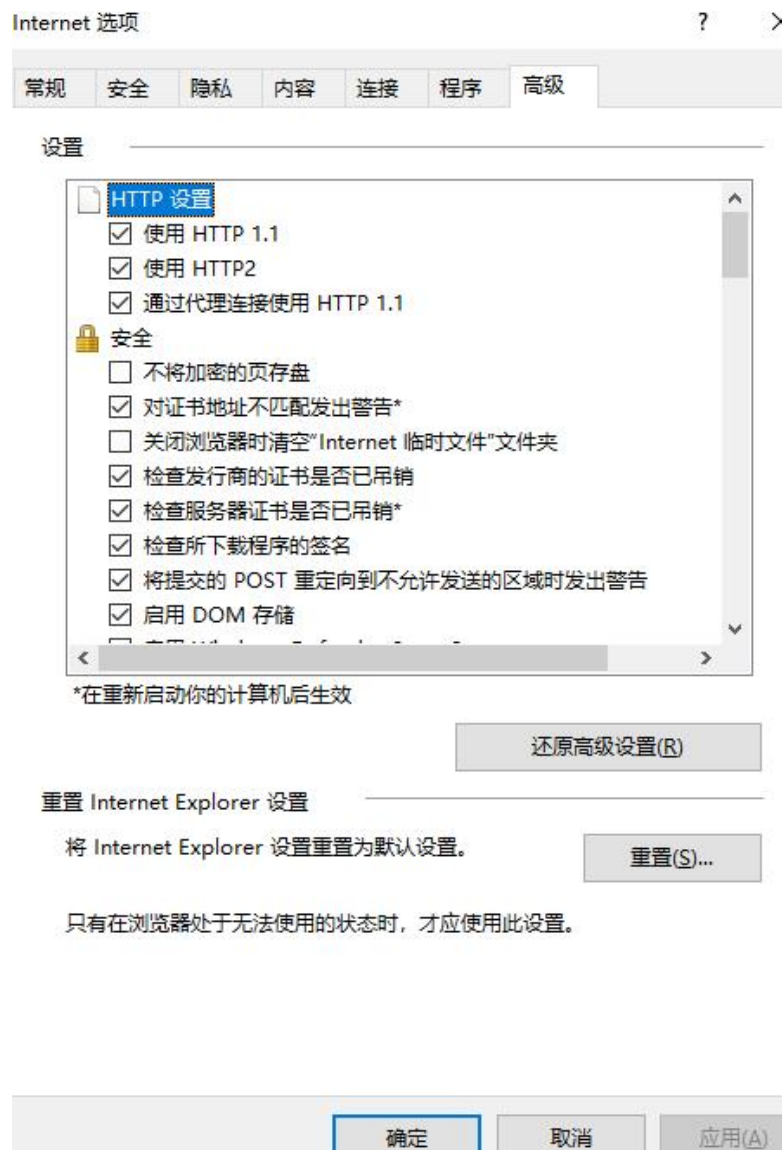 Internet 选项
?
常规 安全 隐私 内容 连接 程序 高级
设置
HTTP 设置
使用 HTTP 1.1
使用 HTTP2
通过代理连接使用 HTTP 1.1
安全
不将加密的页存盘
对证书地址不匹配发出警告*
关闭浏览器时清空“Internet 临时文件”文件夹
检查发行商的证书是否已吊销
检查服务器证书是否已吊销*
检查所下载程序的签名
将提交的 POST 重定向到不允许发送的区域时发出警告
启用 DOM 存储
*在重新启动你的计算机后生效
还原高级设置(R)
重置 Internet Explorer 设置
将 Internet Explorer 设置重置为默认设置。
重置(S)...
只有在浏览器处于无法使用的状态时，才应使用此设置。
确定 取消 应用(A)